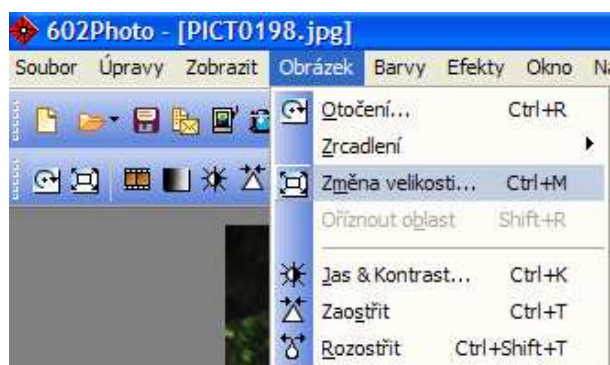 602Photo - [PICT0198.jpg]
Soubor Úpravy Zobrazit Obrázek Barvy Efekty Okno
Otočení... Ctrl+R
Zrcadlení
Změna velikosti... Ctrl+M
Oříznout oblast Shift+R
Jas & Kontrast... Ctrl+K
Zaostřit Ctrl+T
Rozostřit Ctrl+Shift+T